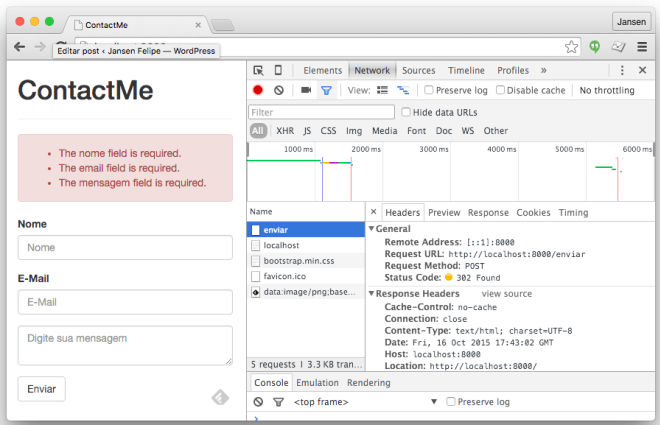 ContactMe
Jansen
Editar post ‹ Jansen Felipe — WordPress
ContactMe
The nome field is required.
The email field is required.
The mensagem field is required.
Nome
Nome
E-Mail
E-Mail
Digite sua mensagem
Enviar
Elements Network Sources Timeline Profiles »
View: Preserve log Disable cache No throttling
Filter Hide data URLs
All XHR JS CSS Img Media Font Doc WS Other
1000 ms 2000 ms 3000 ms 4000 ms 5000 ms 6000 ms
Name
enviar
localhost
bootstrap.min.css
favicon.ico
data:image/png;base...
5 requests | 3.3 KB tran...
× Headers Preview Response Cookies Timing
General
Remote Address: [::1]:8000
Request URL: http://localhost:8000/enviar
Request Method: POST
Status Code: 302 Found
Response Headers view source
Cache-Control: no-cache
Connection: close
Content-Type: text/html; charset=UTF-8
Date: Fri, 16 Oct 2015 17:43:02 GMT
Host: localhost:8000
Location: http://localhost:8000/
Console Emulation Rendering
<top frame> Preserve log